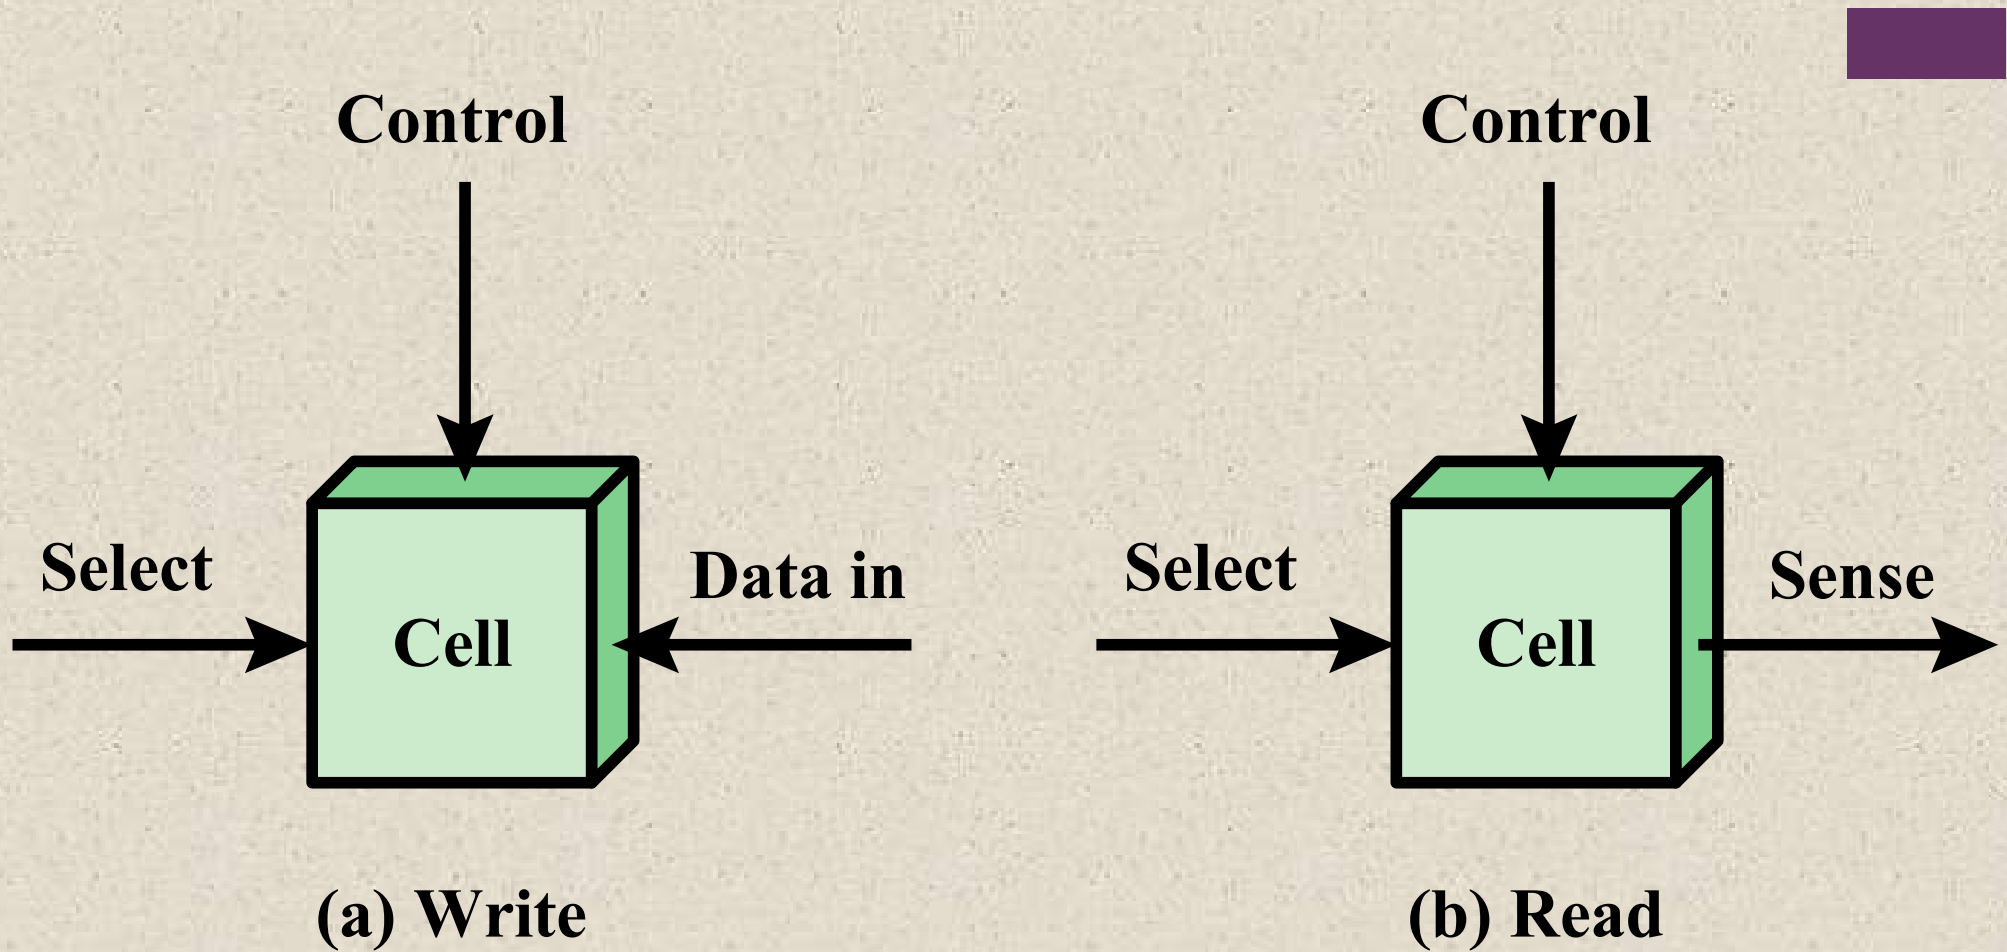 Control
Select
Cell
Data in
(a) Write
Control
Select
Cell
Sense
(b) Read